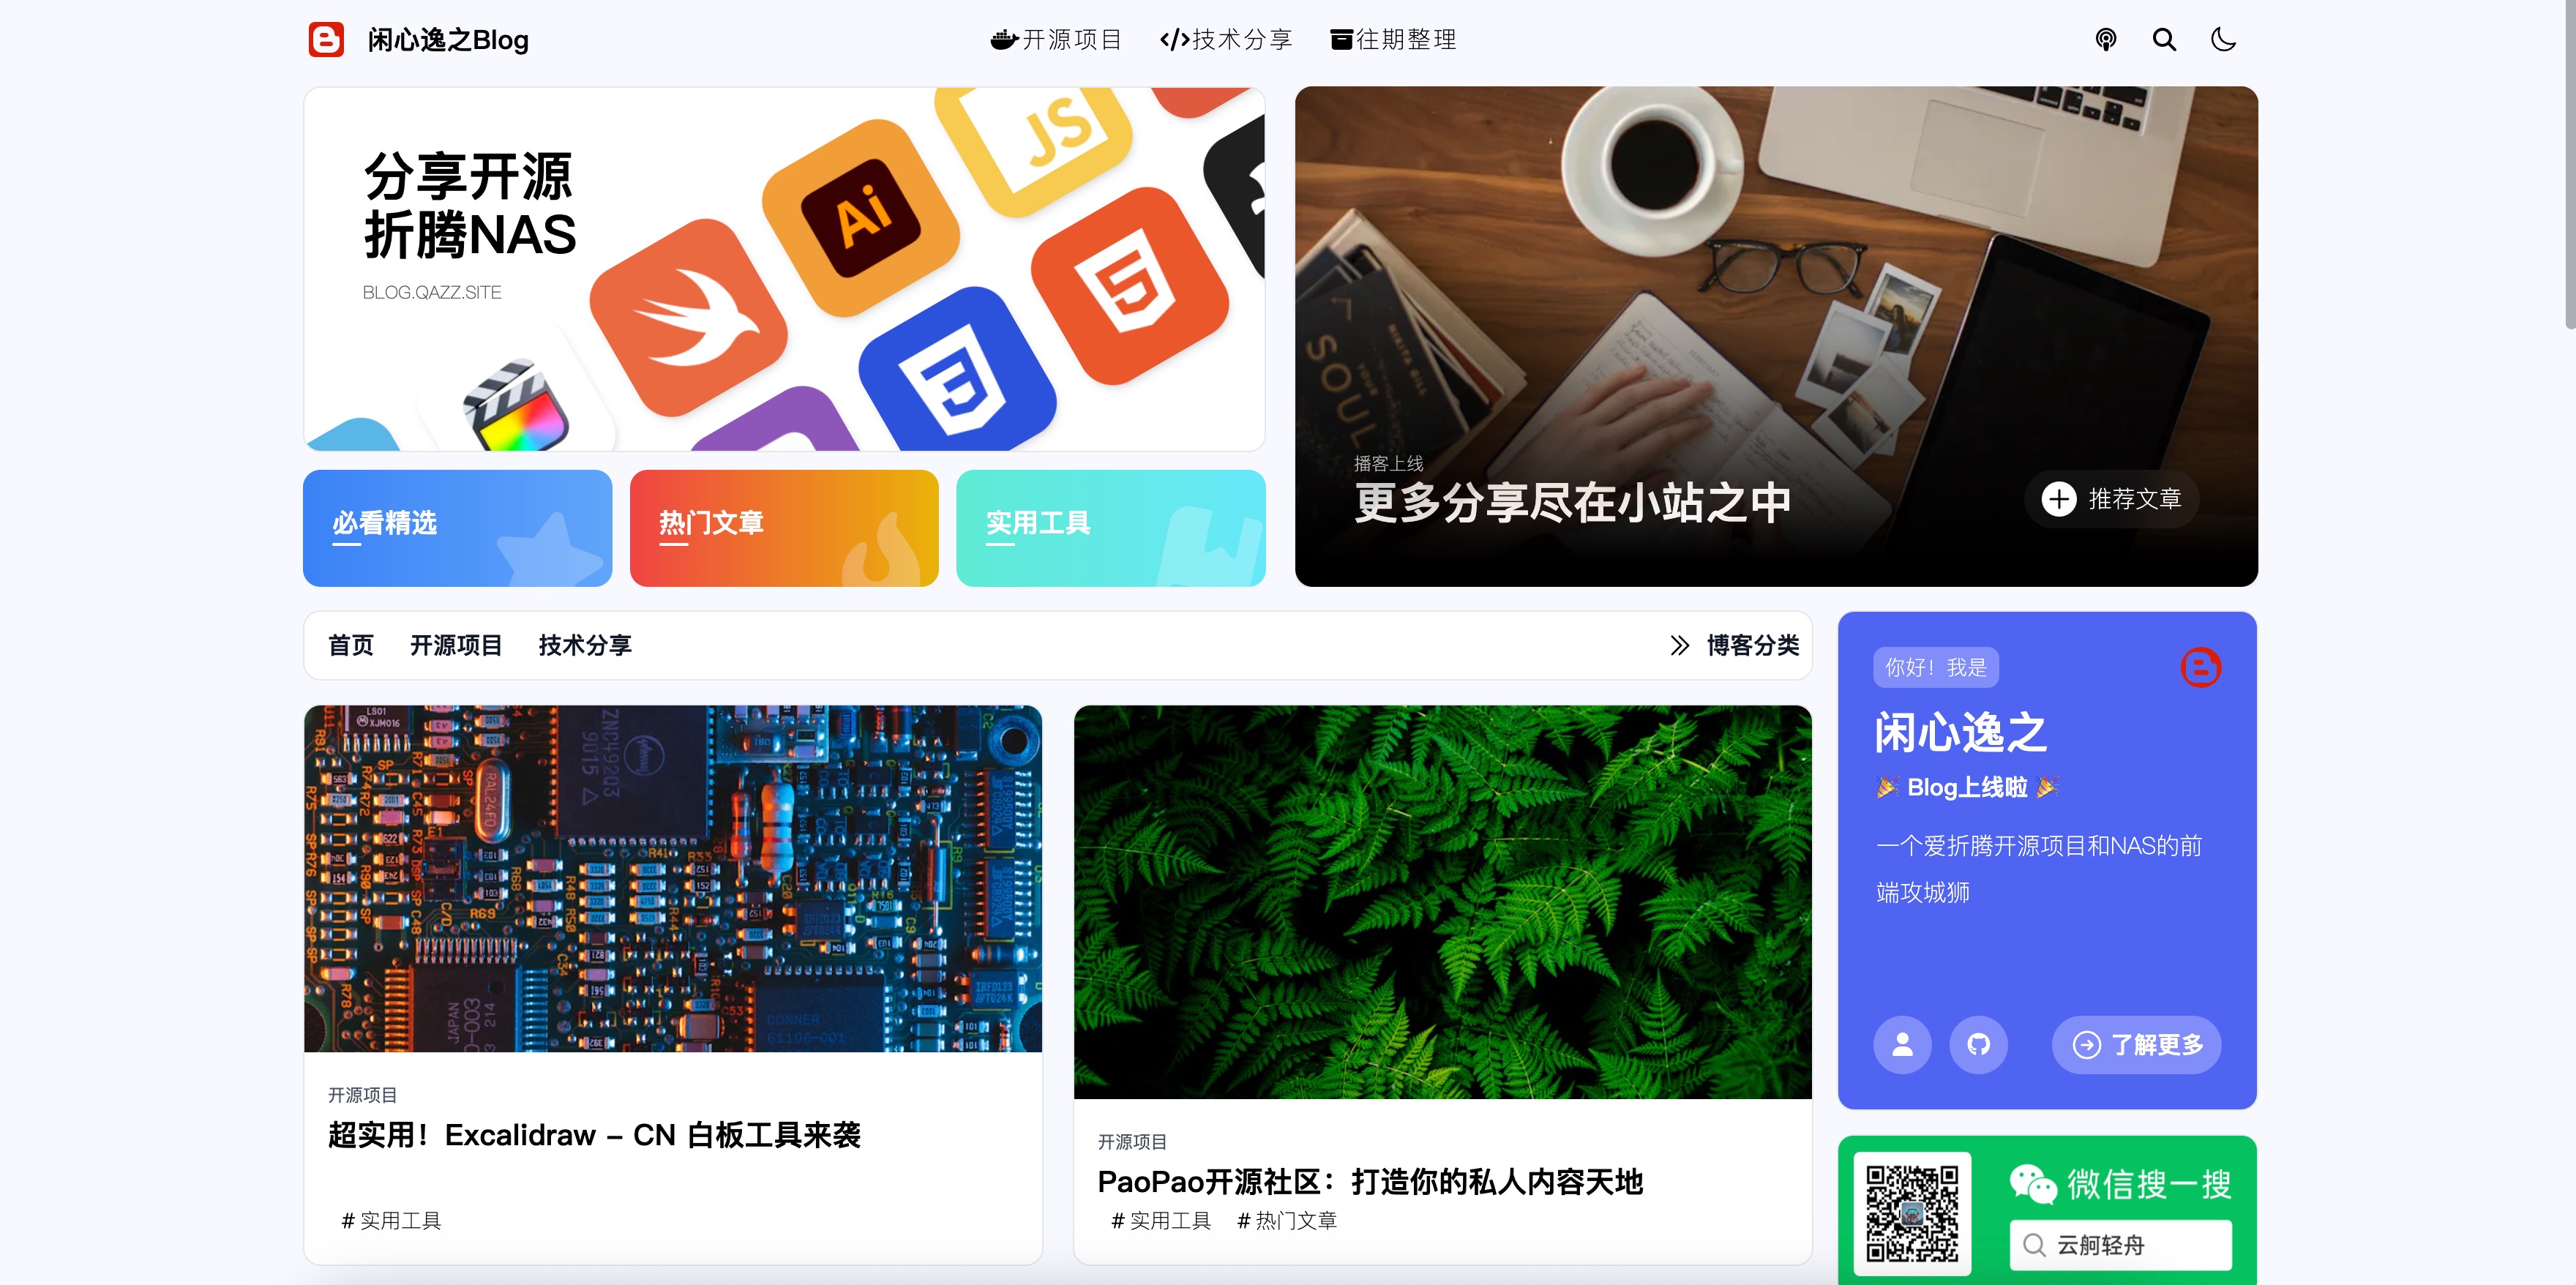 闲心逸之Blog
开源项目
技术分享
往期整理
分享开源
折腾NAS
BLOG.QAZZ.SITE
Ai
JS
5
3
SOUL
播客上线
更多分享尽在小站之中
推荐文章
必看精选
热门文章
实用工具
首页
开源项目
技术分享
博客分类
你好！我是
闲心逸之
🎉 Blog上线啦 🎉
一个爱折腾开源项目和NAS的前
端攻城狮
了解更多
开源项目
超实用！Excalidraw – CN 白板工具来袭
# 实用工具
开源项目
PaoPao开源社区：打造你的私人内容天地
# 实用工具
# 热门文章
微信搜一搜
云舸轻舟